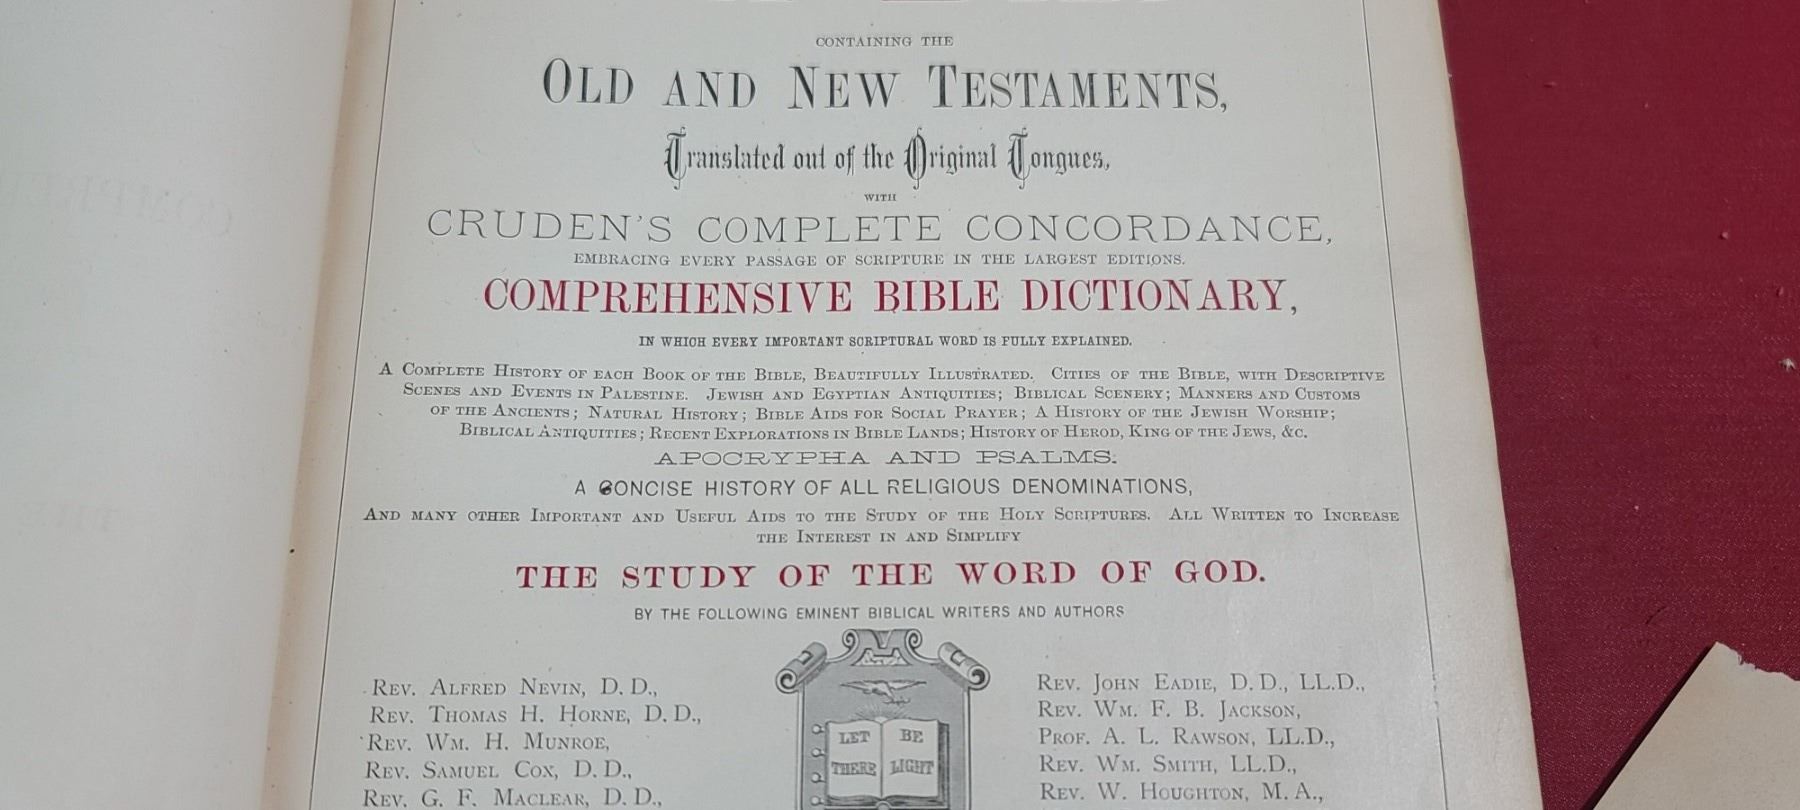 CONTAINING THE
OLD AND NEW TESTAMENTS,
Translated out of the Original Tongues,
WITH
CRUDEN'S COMPLETE CONCORDANCE,
EMBRACING EVERY PASSAGE OF SCRIPTURE IN THE LARGEST EDITIONS.
COMPREHENSIVE BIBLE DICTIONARY,
IN WHICH EVERY IMPORTANT SCRIPTURAL WORD IS FULLY EXPLAINED.
A COMPLETE HISTORY OF EACH BOOK OF THE BIBLE, BEAUTIFULLY ILLUSTRATED. CITIES OF THE BIBLE, WITH DESCRIPTIVE
SCENES AND EVENTS IN PALESTINE. JEWISH AND EGYPTIAN ANTIQUITIES; BIBLICAL SCENERY; MANNERS AND CUSTOMS
OF THE ANCIENTS; NATURAL HISTORY; BIBLE AIDS FOR SOCIAL PRAYER; A HISTORY OF THE JEWISH WORSHIP;
BIBLICAL ANTIQUITIES; RECENT EXPLORATIONS IN BIBLE LANDS; HISTORY OF HEROD, KING OF THE JEWS, &C.
APOCRYPHA AND PSALMS.
A CONCISE HISTORY OF ALL RELIGIOUS DENOMINATIONS,
AND MANY OTHER IMPORTANT AND USEFUL AIDS TO THE STUDY OF THE HOLY SCRIPTURES. ALL WRITTEN TO INCREASE
THE INTEREST IN AND SIMPLIFY
THE STUDY OF THE WORD OF GOD.
BY THE FOLLOWING EMINENT BIBLICAL WRITERS AND AUTHORS
REV. ALFRED NEVIN, D. D.,
REV. THOMAS H. HORNE, D. D.,
REV. WM. H. MUNROE,
REV. SAMUEL COX, D. D.,
REV. G. F. MACLEAR, D. D.,
LET BE
THERE LIGHT
REV. JOHN EADIE, D. D., LL.D.,
REV. WM. F. B. JACKSON,
PROF. A. L. RAWSON, LL.D.,
REV. WM. SMITH, LL.D.,
REV. W. HOUGHTON, M. A.,